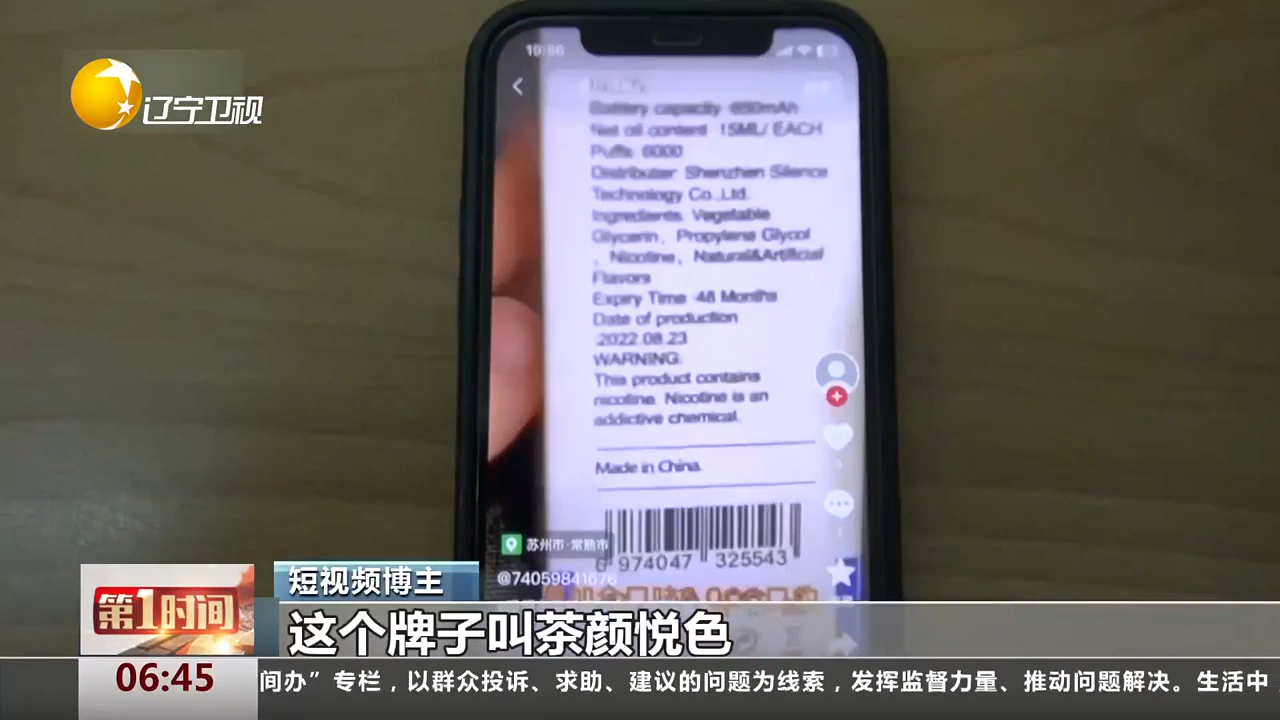 辽宁卫视
Battery capacity 650mAh
Net oil content 15ML/ EACH
Puffs 6000
Distributer Shenzhen Silence
Technology Co.,Ltd.
Ingredients Vegetable
Glycerin、Propylene Glycol
、Nicotine，Natural&Artificial
Flavors
Expiry Time 48 Months
Date of production
2022.08.23
WARNING:
This product contains
nicotine. Nicotine is an
addictive chemical.
Made in China
6 974047 325543
苏州市·常熟市
@74059841676
短视频博主
第1时间
这个牌子叫茶颜悦色
06:45
间办”专栏，以群众投诉、求助、建议的问题为线索，发挥监督力量、推动问题解决。生活中